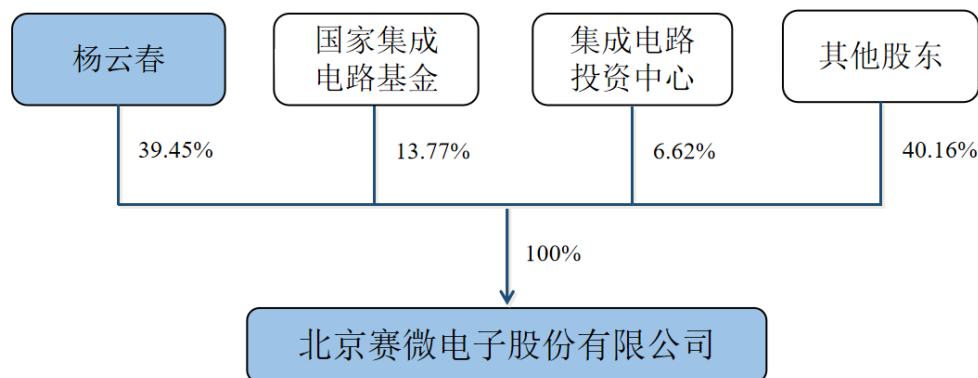 杨云春
国家集成
电路基金
集成电路
投资中心
其他股东
39.45%
13.77%
6.62%
40.16%
100%
北京赛微电子股份有限公司